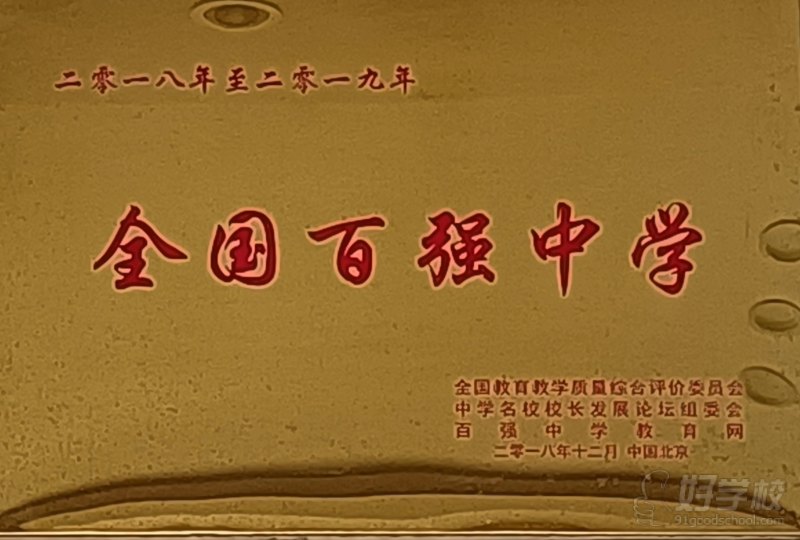 二零一八年至二零一九年
全国百强中学
全国教育教学质量综合评价委员会
中学名校校长发展论坛组委会
百强中学教育网
二零一八年十二月 中国北京
好学校
91goodschool.com